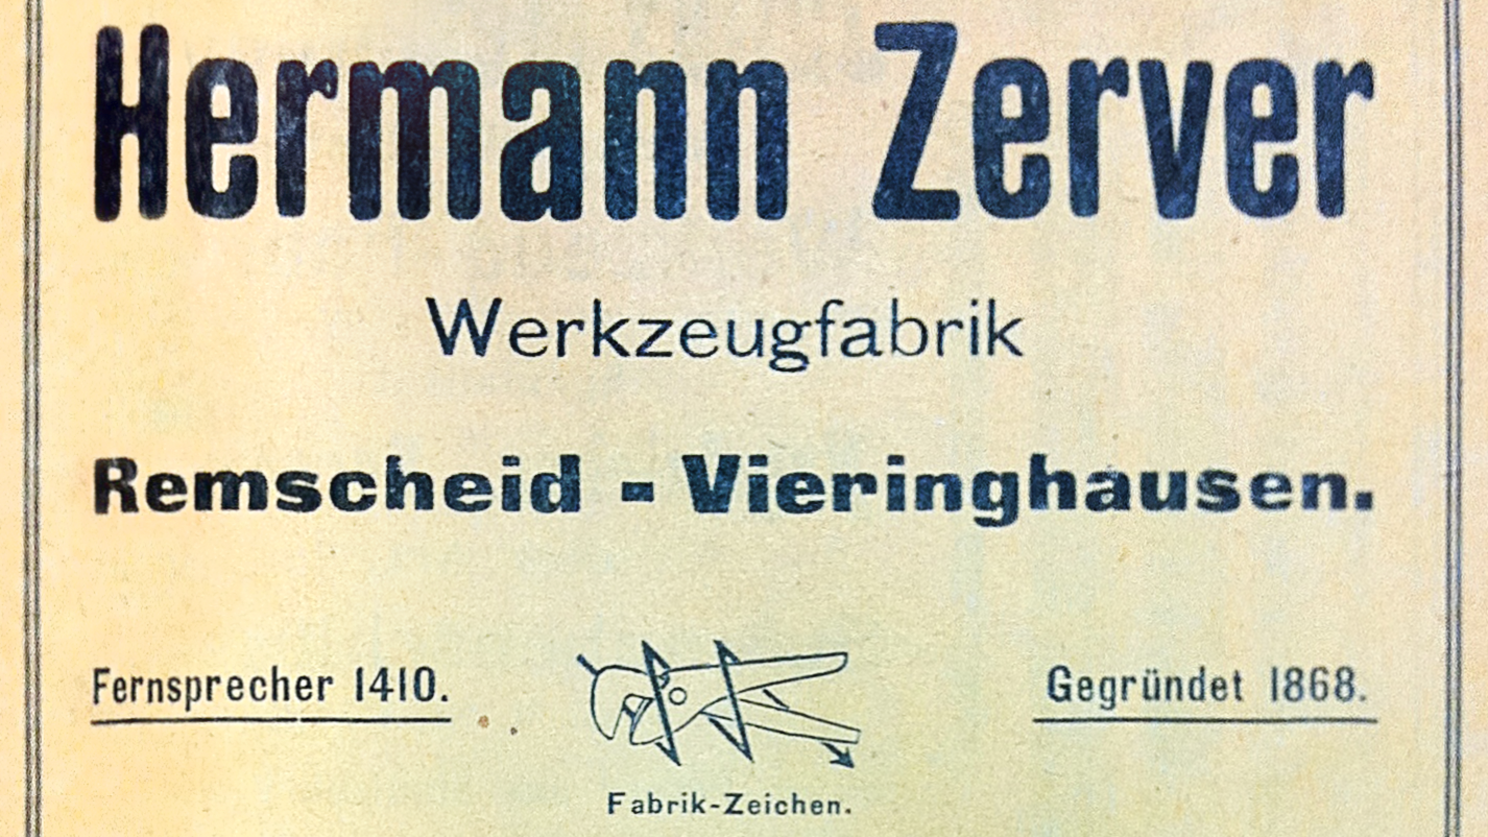 Hermann Zerver
Werkzeugfabrik
Remscheid - Vieringhausen.
Fernsprecher 1410.
Gegründet 1868.
Fabrik-Zeichen.